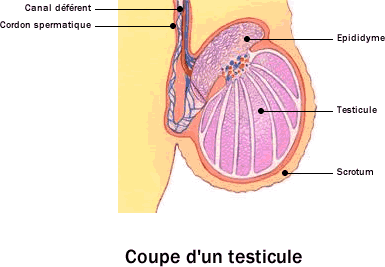 Canal déférent
Cordon spermatique
Epididyme
Testicule
Scrotum
Coupe d'un testicule